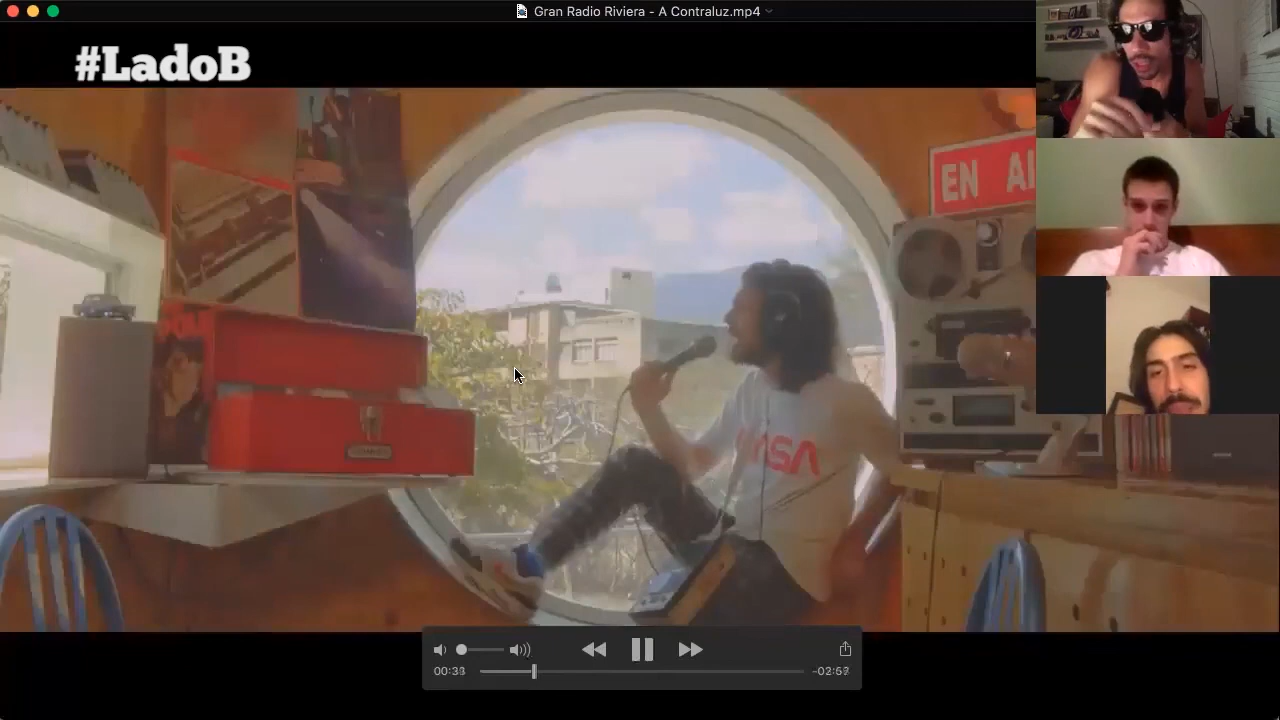 Gran Radio Riviera - A Contraluz.mp4
#LadoB
EN AI
NASA
00:33
-02:57